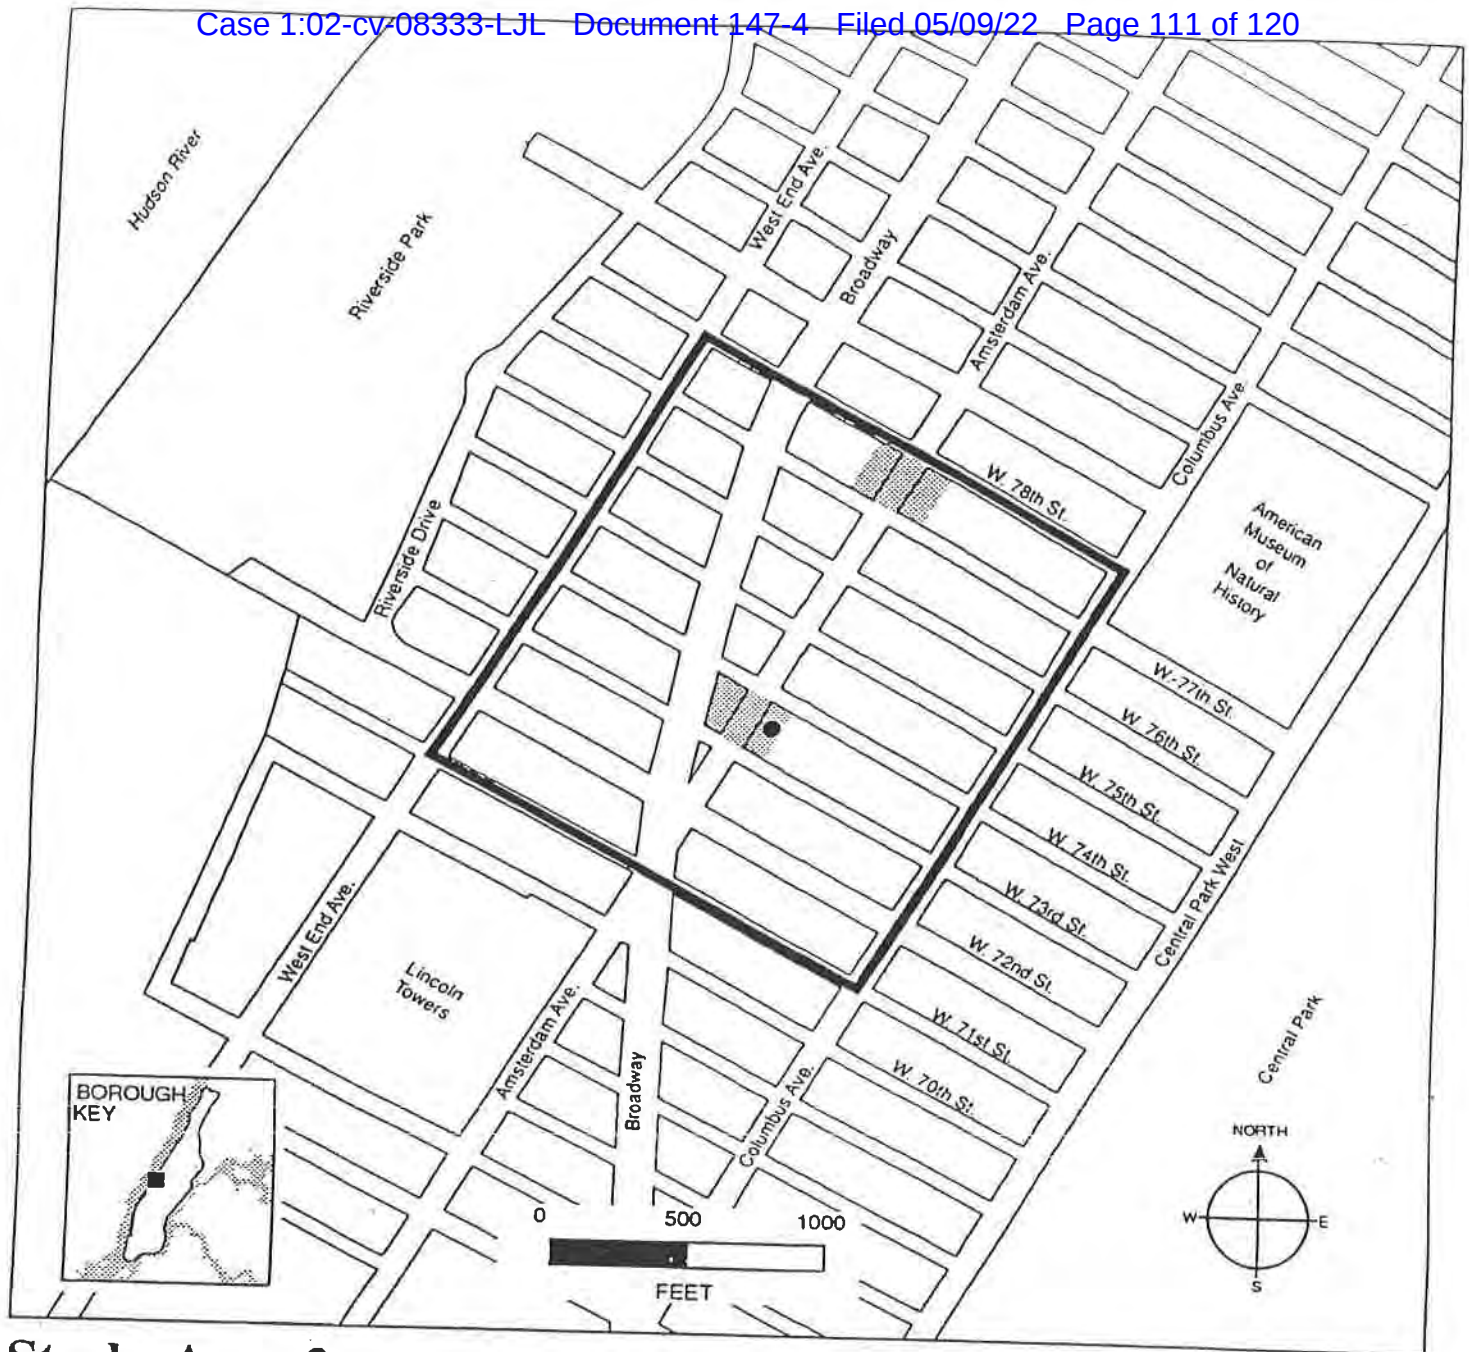 Case 1:02-cv-08333-LJL Document 147-4 Filed 05/09/22 Page 111 of 120
Hudson River
Riverside Park
West End Ave.
Broadway
Amsterdam Ave.
Columbus Ave.
W. 78th St.
American
Museum
of
Natural
History
Riverside Drive
W. 77th St.
W. 76th St.
W. 75th St.
W. 74th St.
W. 73rd St.
W. 72nd St.
W. 71st St.
W. 70th St.
Central Park West
West End Ave.
Lincoln
Towers
Amsterdam Ave.
Broadway
Columbus Ave.
Central Park
BOROUGH
KEY
NORTH
W
E
S
0 500 1000
FEET